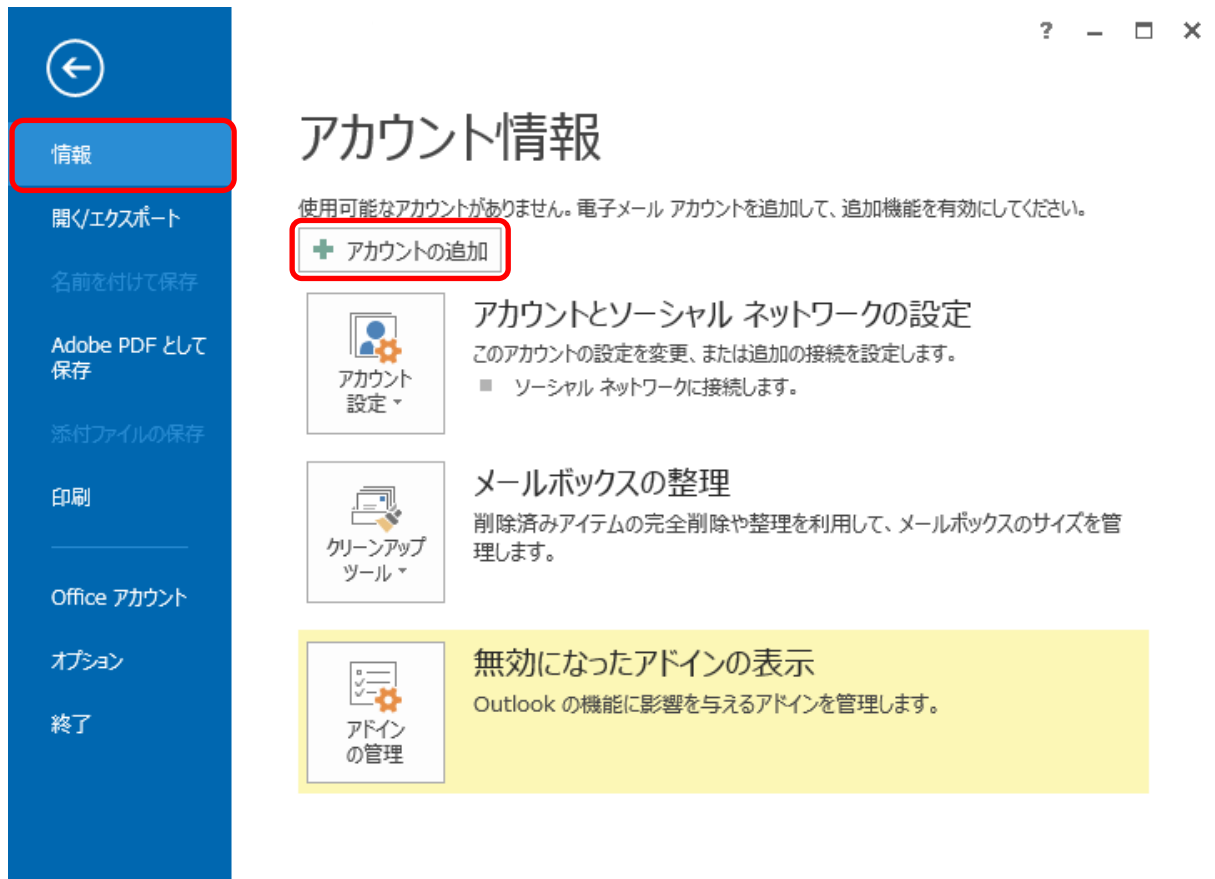 ?
情報
開く/エクスポート
名前を付けて保存
Adobe PDF として
保存
添付ファイルの保存
印刷
Office アカウント
オプション
終了
アカウント情報
使用可能なアカウントがありません。電子メール アカウントを追加して、追加機能を有効にしてください。
アカウントの追加
アカウント
設定
アカウントとソーシャル ネットワークの設定
このアカウントの設定を変更、または追加の接続を設定します。
ソーシャル ネットワークに接続します。
クリーンアップ
ツール
メールボックスの整理
削除済みアイテムの完全削除や整理を利用して、メールボックスのサイズを管
理します。
アドイン
の管理
無効になったアドインの表示
Outlook の機能に影響を与えるアドインを管理します。